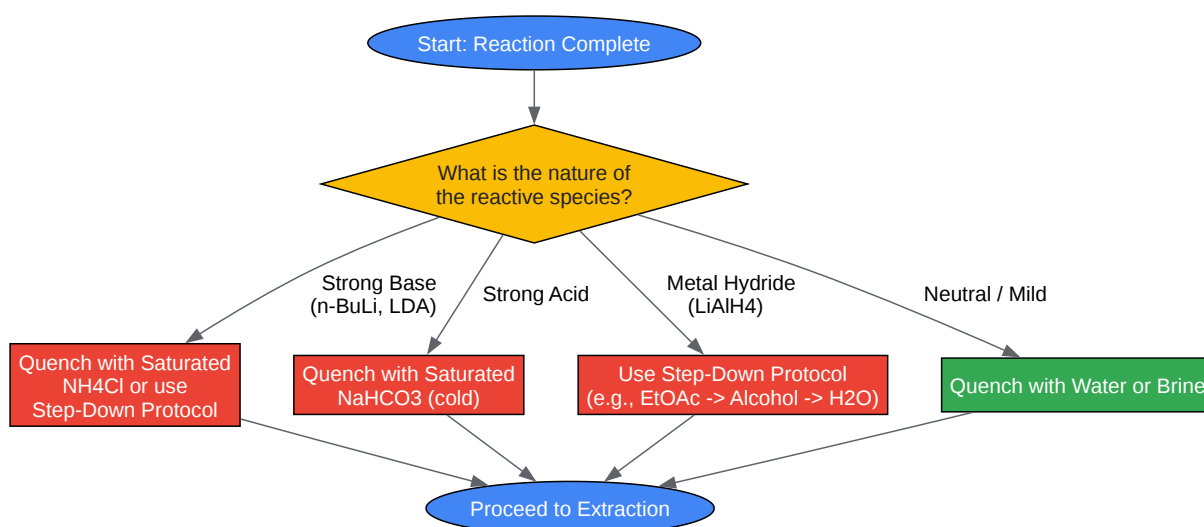 Start: Reaction Complete
What is the nature of
the reactive species?
Strong Base
(n-BuLi, LDA)
Strong Acid
Metal Hydride
(LiAlH4)
Neutral / Mild
Quench with Saturated
NH4Cl or use
Step-Down Protocol
Quench with Saturated
NaHCO3 (cold)
Use Step-Down Protocol
(e.g., EtOAc -> Alcohol -> H2O)
Quench with Water or Brine
Proceed to Extraction